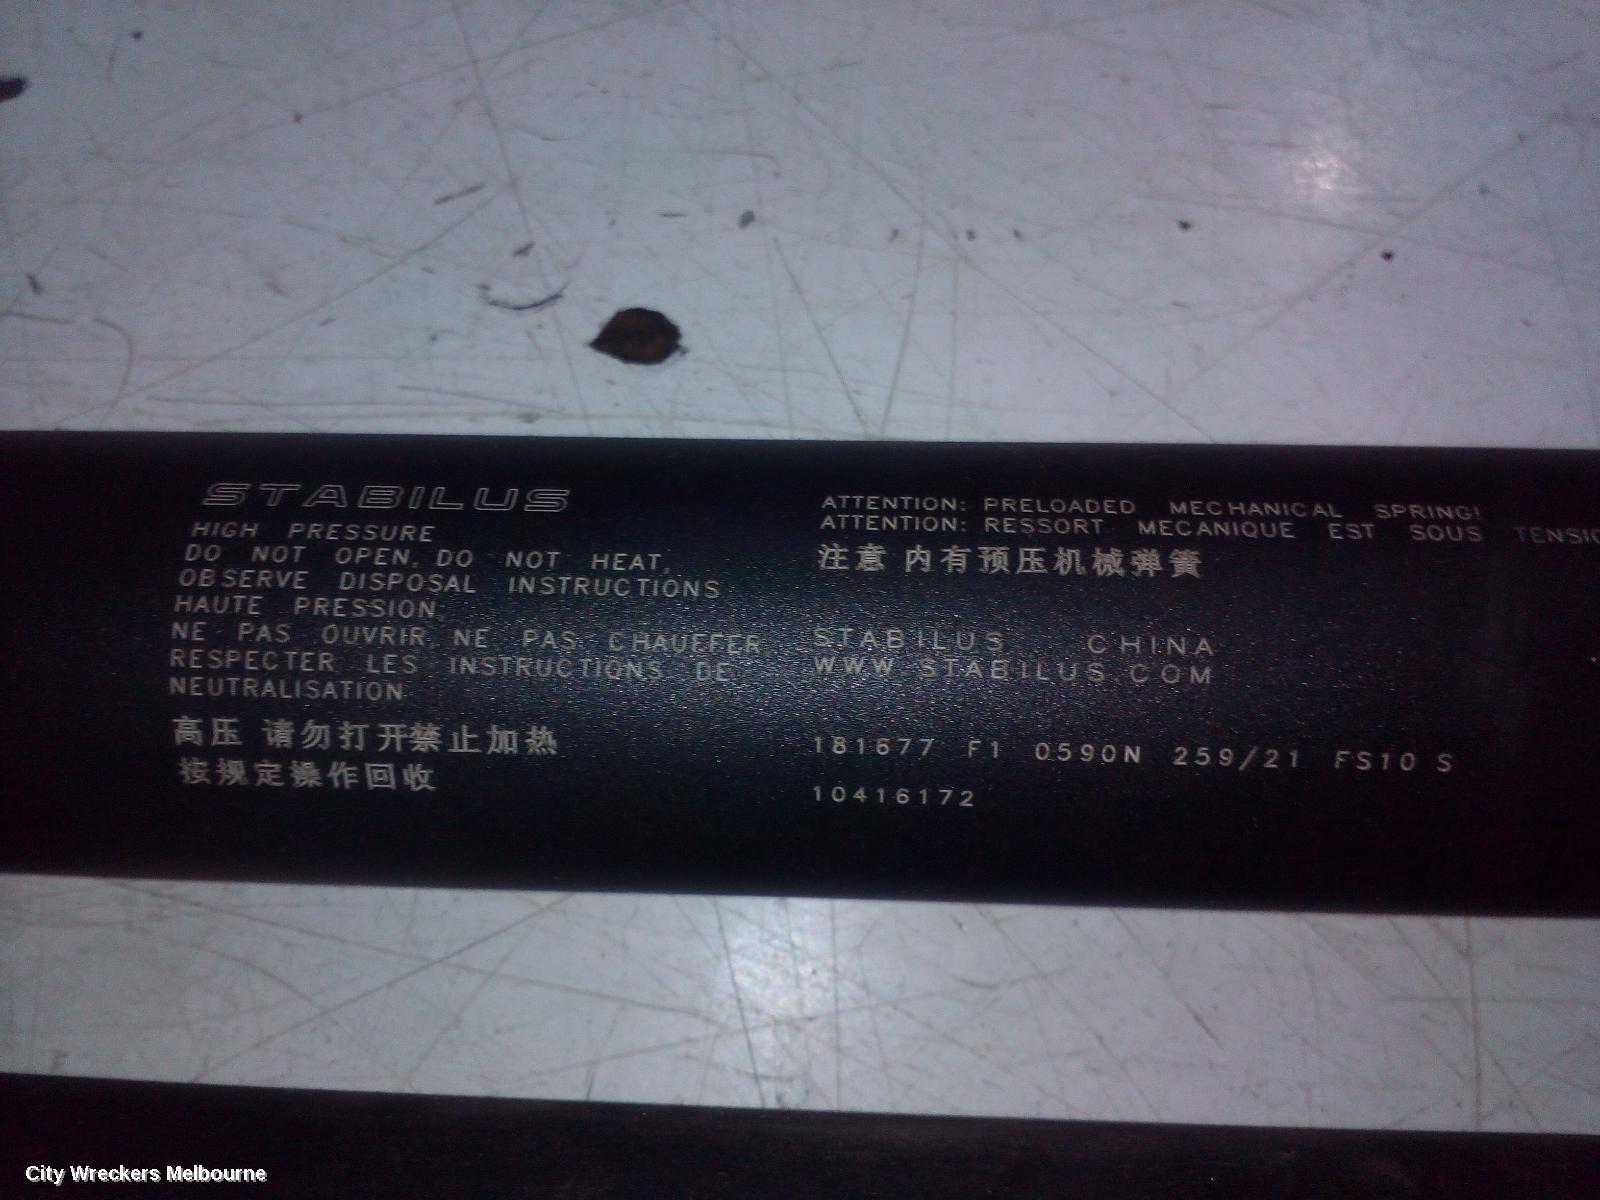 STABILUS
HIGH PRESSURE
DO NOT OPEN, DO NOT HEAT,
OBSERVE DISPOSAL INSTRUCTIONS
HAUTE PRESSION,
NE PAS OUVRIR, NE PAS CHAUFFER
RESPECTER LES INSTRUCTIONS DE
NEUTRALISATION
高压 请勿打开禁止加热
按规定操作回收
ATTENTION: PRELOADED MECHANICAL SPRING!
ATTENTION: RESSORT MECANIQUE EST SOUS TENSIO
注意 内有预压机械弹簧
STABILUS CHINA
WWW.STABILUS.COM
181677 F1 0590N 259/21 FS10 S
10416172
City Wreckers Melbourne